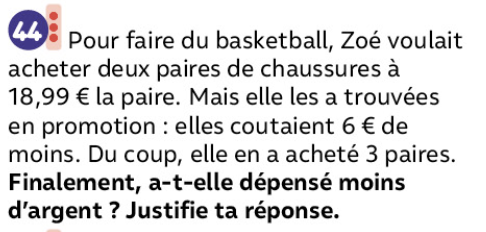 44 Pour faire du basketball, Zoé voulait
acheter deux paires de chaussures à
18,99 € la paire. Mais elle les a trouvées
en promotion : elles coutaient 6 € de
moins. Du coup, elle en a acheté 3 paires.
Finalement, a-t-elle dépensé moins
d’argent ? Justifie ta réponse.